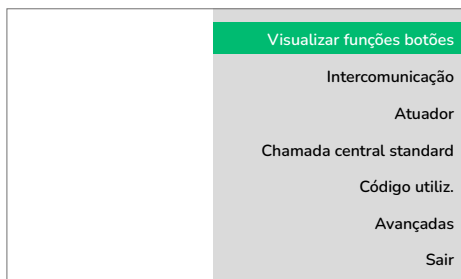 Visualizar funções botões
Intercomunicação
Atuador
Chamada central standard
Código utiliz.
Avançadas
Sair